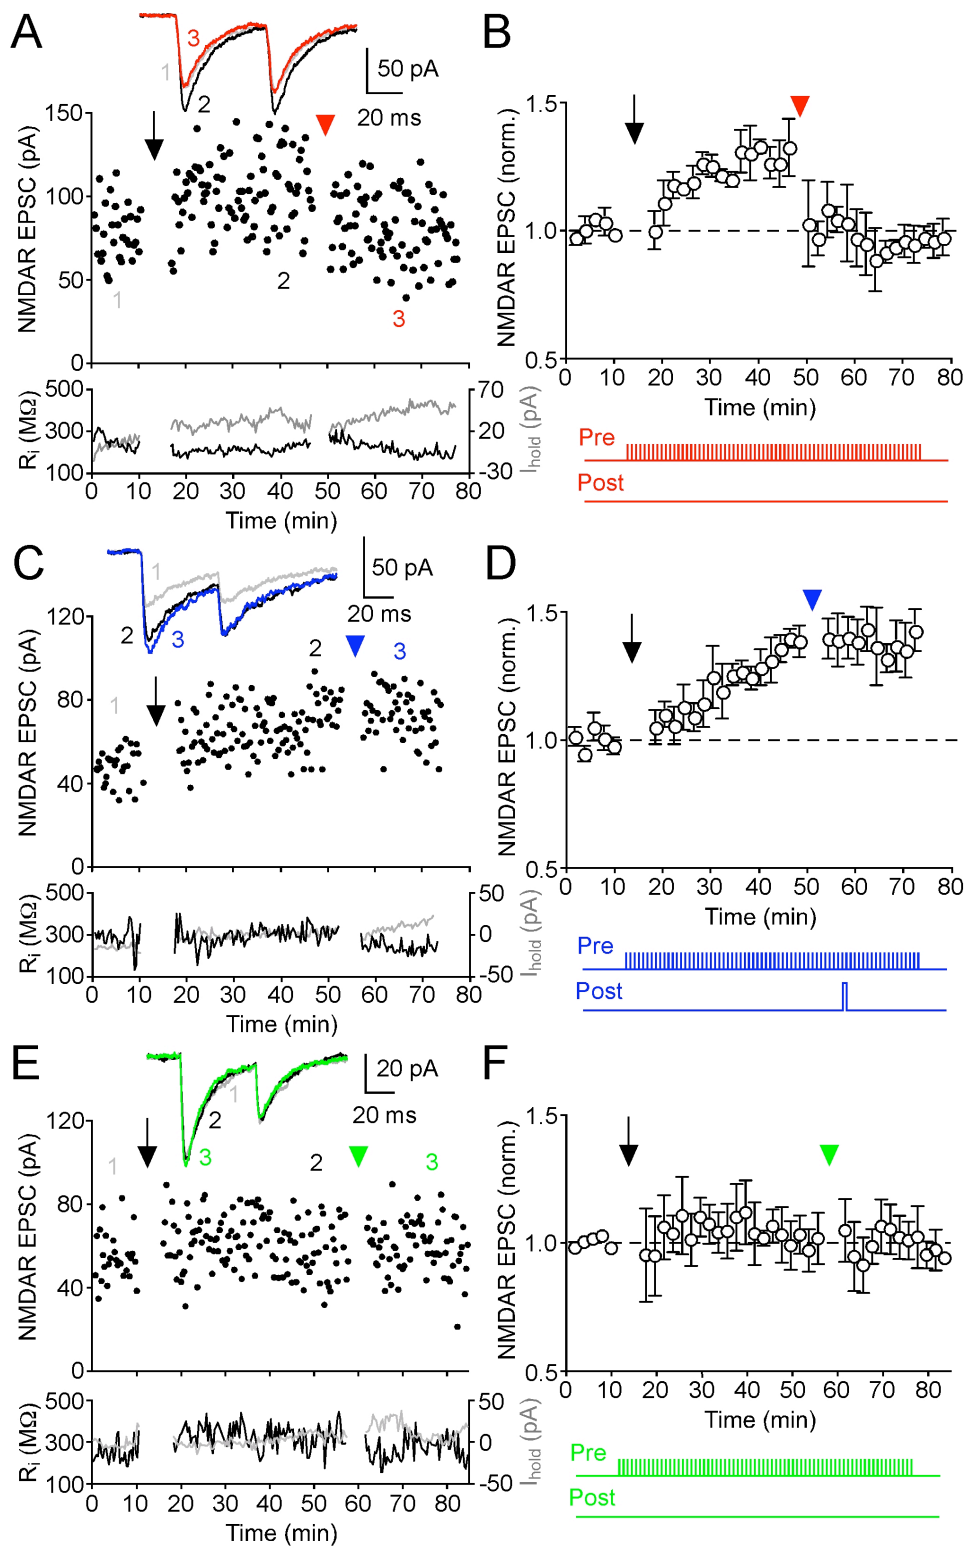 A
3
1
2
50 pA
20 ms
NMDAR EPSC (pA)
150
100
50
0
1
2
3
Ri (MΩ)
500
300
100
70
20
-30
Ihold (pA)
0 10 20 30 40 50 60 70 80
Time (min)
B
NMDAR EPSC (norm.)
1.5
1.0
0.5
0 10 20 30 40 50 60 70 80
Time (min)
Pre
Post
C
1
2
3
50 pA
20 ms
NMDAR EPSC (pA)
120
80
40
0
1
2
3
Ri (MΩ)
500
300
100
50
0
-50
Ihold (pA)
0 10 20 30 40 50 60 70 80
Time (min)
D
NMDAR EPSC (norm.)
1.5
1.0
0.5
0 10 20 30 40 50 60 70 80
Time (min)
Pre
Post
E
1
2
3
20 pA
20 ms
NMDAR EPSC (pA)
120
80
40
0
1
2
3
Ri (MΩ)
500
300
100
50
0
-50
Ihold (pA)
0 10 20 30 40 50 60 70 80
Time (min)
F
NMDAR EPSC (norm.)
1.5
1.0
0.5
0 10 20 30 40 50 60 70 80
Time (min)
Pre
Post